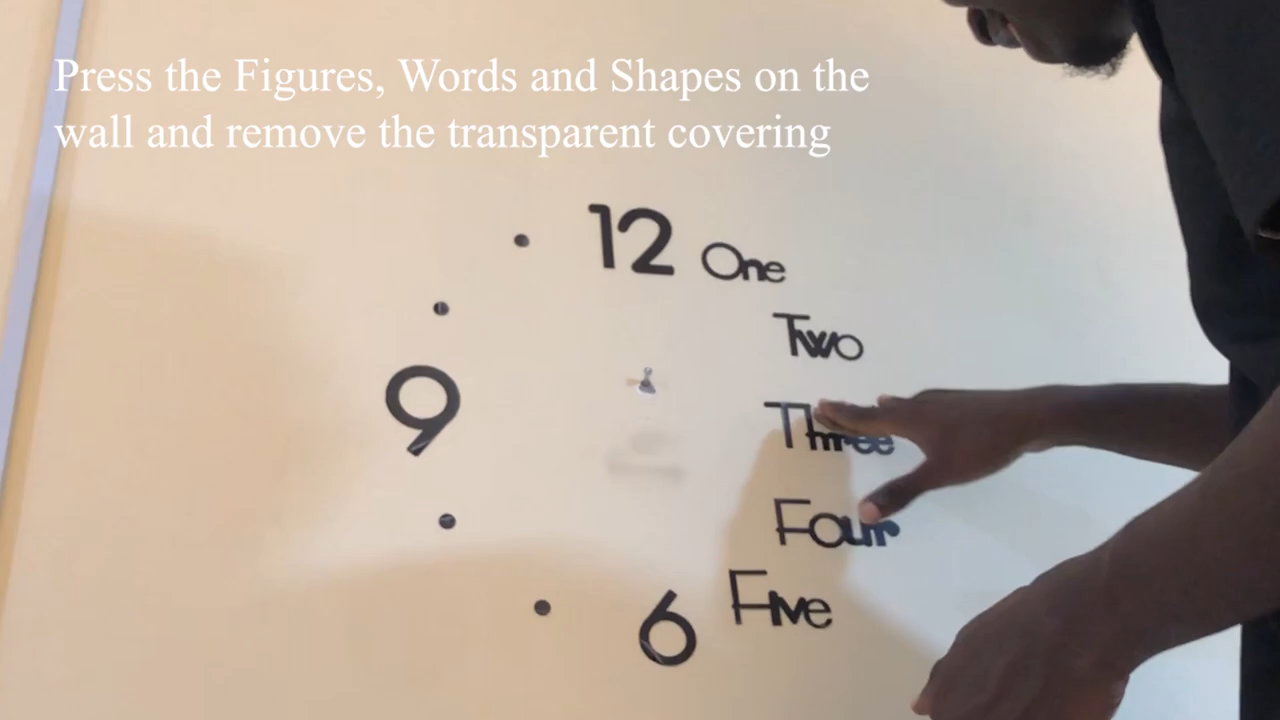 Press the Figures, Words and Shapes on the
wall and remove the transparent covering
12 One
Two
9
Three
Four
6 Five